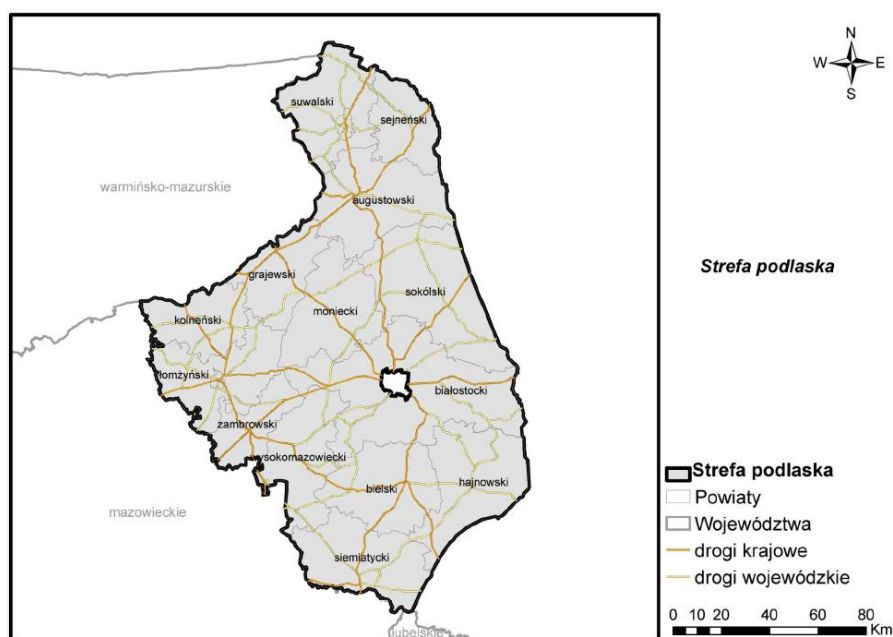 N
W E
S
suwalski
sejneński
warmińsko-mazurskie
augustowski
Strefa podlaska
grajewski
sokólski
moniecki
kolneński
łomżyński
białostocki
zambrowski
wysokomazowiecki
hajnowski
bielski
mazowieckie
siemiatycki
lubelskie
Strefa podlaska
Powiaty
Województwa
drogi krajowe
drogi wojewódzkie
0 10 20 40 60 80
Km